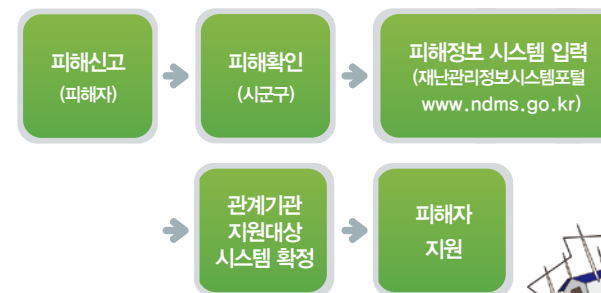 피해신고
(피해자)
피해확인
(시군구)
피해정보 시스템 입력
(재난관리정보시스템포털
www.ndms.go.kr)
관계기관
지원대상
시스템 확정
피해자
지원